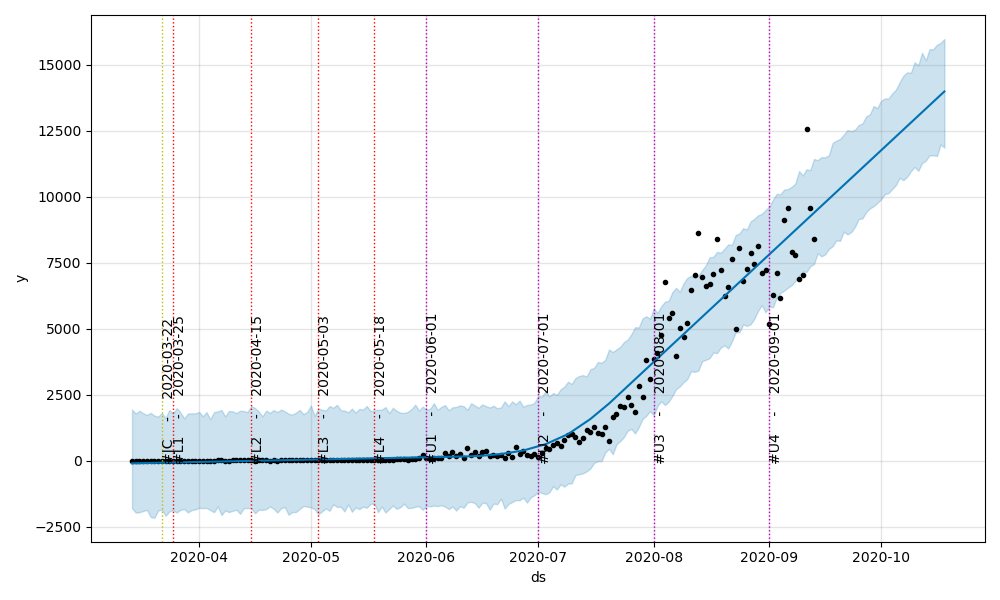 15000
12500
10000
7500
5000
2500
0
−2500
y
#JC - 2020-03-22
#L1 - 2020-03-25
#L2 - 2020-04-15
#L3 - 2020-05-03
#L4 - 2020-05-18
#U1 - 2020-06-01
#U2 - 2020-07-01
#U3 - 2020-08-01
#U4 - 2020-09-01
2020-04
2020-05
2020-06
2020-07
2020-08
2020-09
2020-10
ds